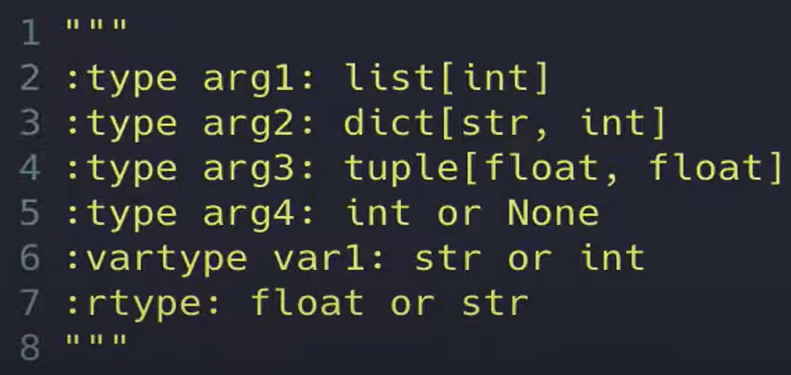 1 """
2 :type arg1: list[int]
3 :type arg2: dict[str, int]
4 :type arg3: tuple[float, float]
5 :type arg4: int or None
6 :vartype var1: str or int
7 :rtype: float or str
8 """